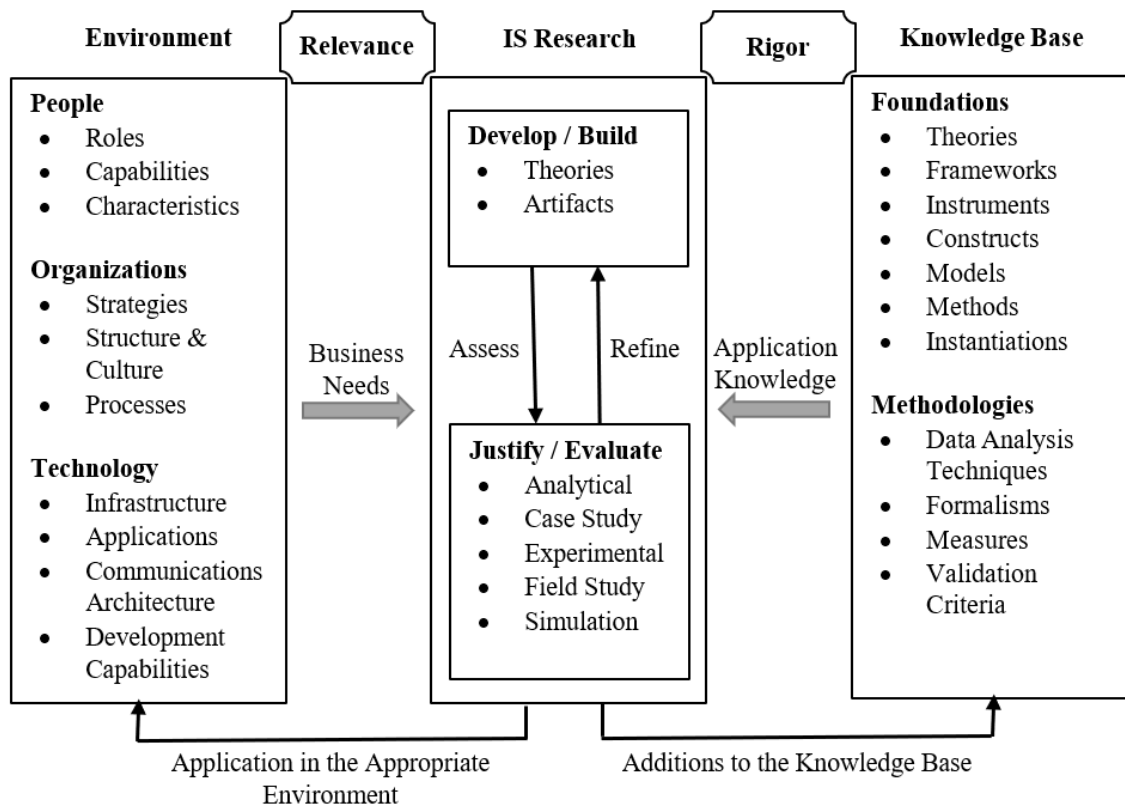 Environment
Relevance
IS Research
Rigor
Knowledge Base
People
● Roles
● Capabilities
● Characteristics
Organizations
● Strategies
● Structure &
Culture
● Processes
Technology
● Infrastructure
● Applications
● Communications
Architecture
● Development
Capabilities
Business
Needs
Develop / Build
● Theories
● Artifacts
Assess
Refine
Justify / Evaluate
● Analytical
● Case Study
● Experimental
● Field Study
● Simulation
Application
Knowledge
Foundations
● Theories
● Frameworks
● Instruments
● Constructs
● Models
● Methods
● Instantiations
Methodologies
● Data Analysis
Techniques
● Formalisms
● Measures
● Validation
Criteria
Application in the Appropriate
Environment
Additions to the Knowledge Base